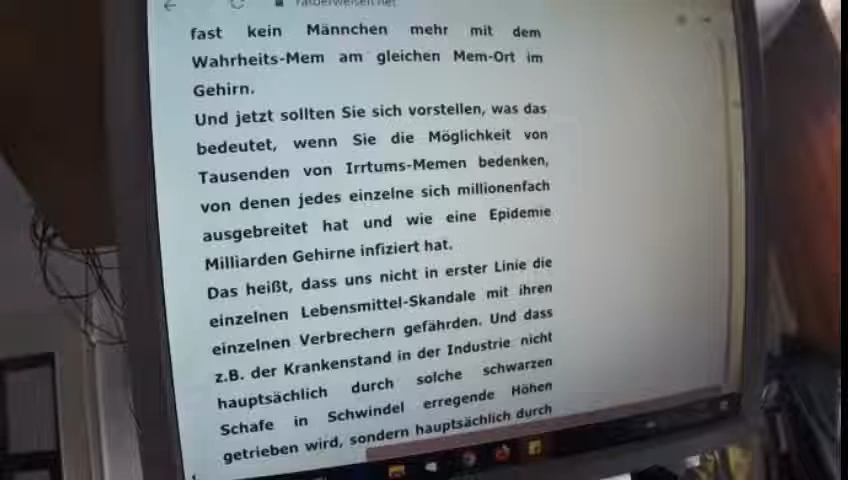 fast kein Männchen mehr mit dem
Wahrheits-Mem am gleichen Mem-Ort im
Gehirn.
Und jetzt sollten Sie sich vorstellen, was das
bedeutet, wenn Sie die Möglichkeit von
Tausenden von Irrtums-Memen bedenken,
von denen jedes einzelne sich millionenfach
ausgebreitet hat und wie eine Epidemie
Milliarden Gehirne infiziert hat.
Das heißt, dass uns nicht in erster Linie die
einzelnen Lebensmittel-Skandale mit ihren
einzelnen Verbrechern gefährden. Und dass
z.B. der Krankenstand in der Industrie nicht
hauptsächlich durch solche schwarzen
Schafe in Schwindel erregende Höhen
getrieben wird, sondern hauptsächlich durch